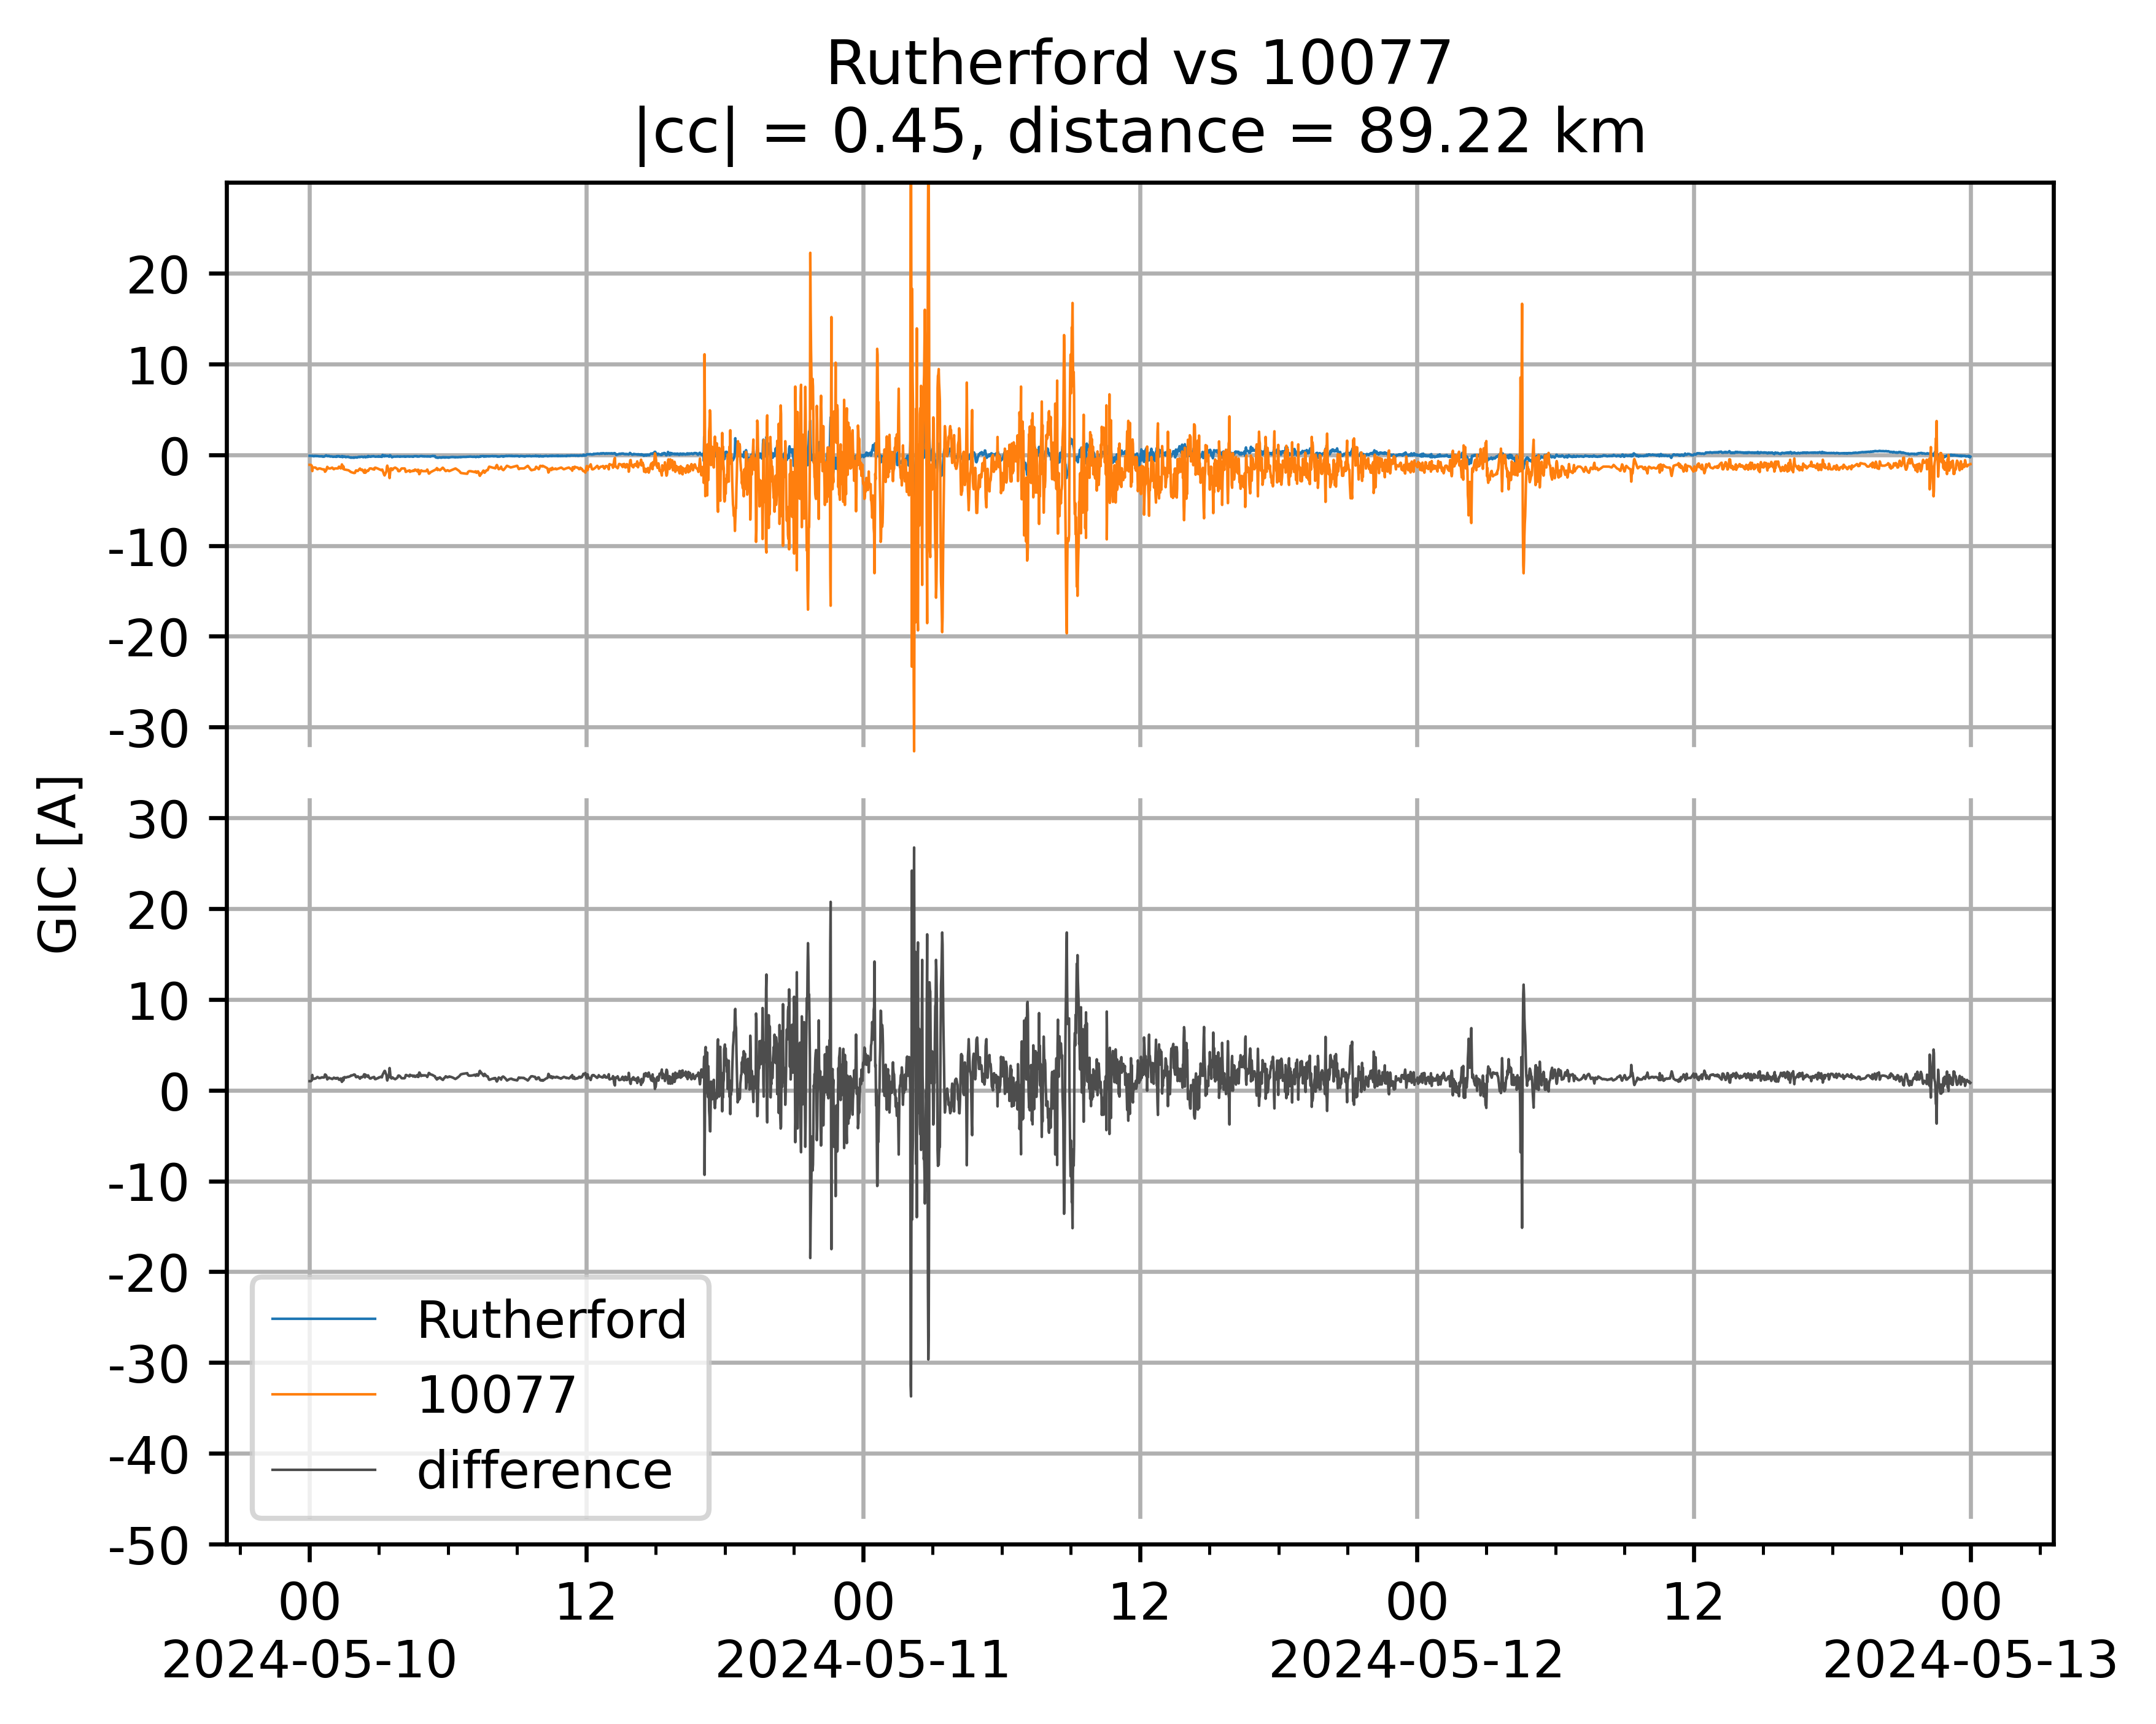 Rutherford vs 10077
|cc| = 0.45, distance = 89.22 km
GIC [A]
20
10
0
-10
-20
-30
30
20
10
0
-10
-20
-30
-40
-50
Rutherford
10077
difference
00 12 00 12 00 12 00
2024-05-10 2024-05-11 2024-05-12 2024-05-13